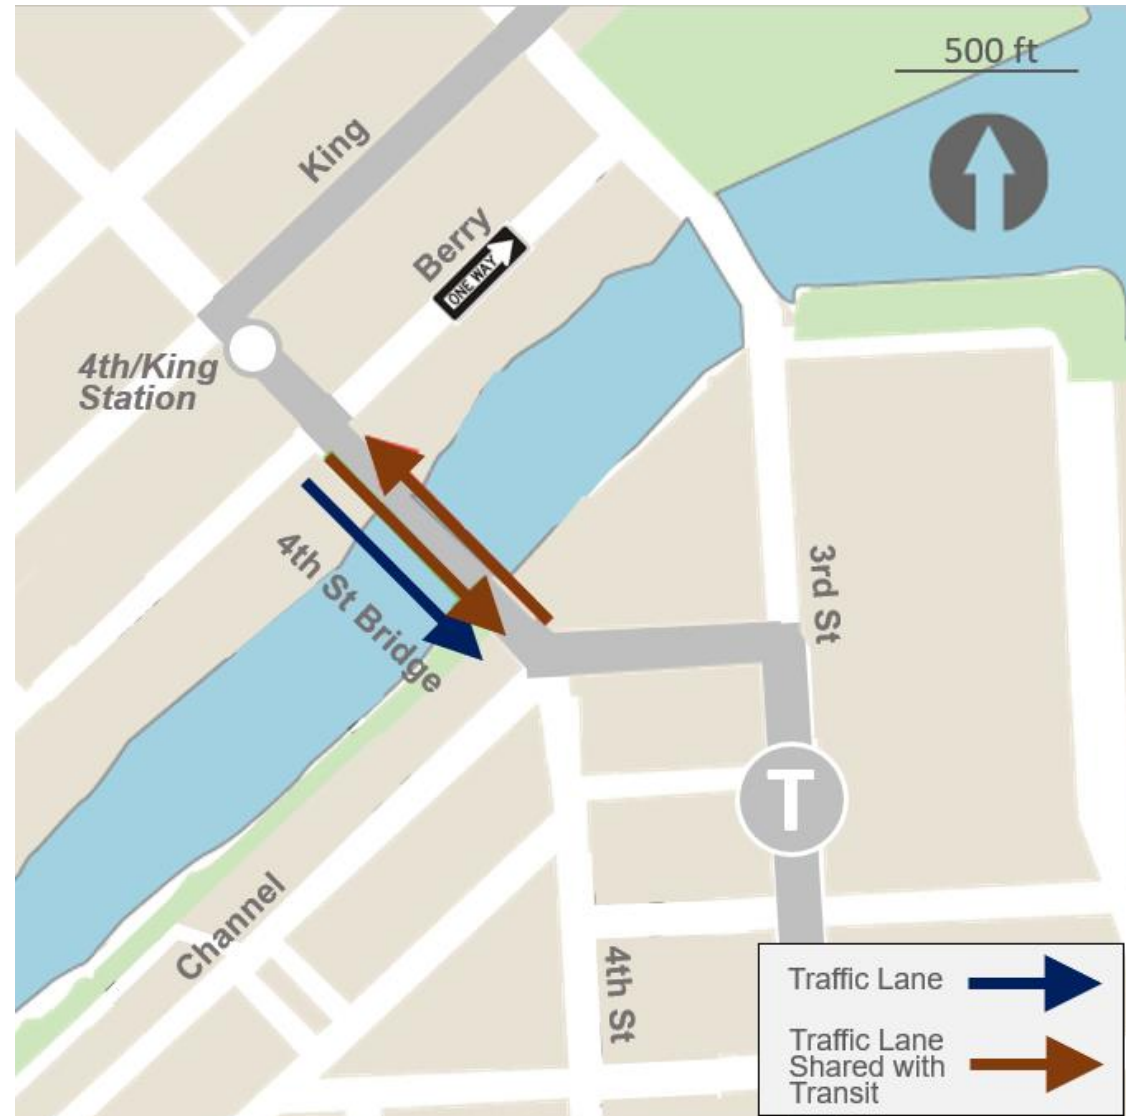 500 ft
King
Berry
ONE WAY
4th/King
Station
4th St Bridge
3rd St
T
Channel
4th St
Traffic Lane
Traffic Lane
Shared with
Transit